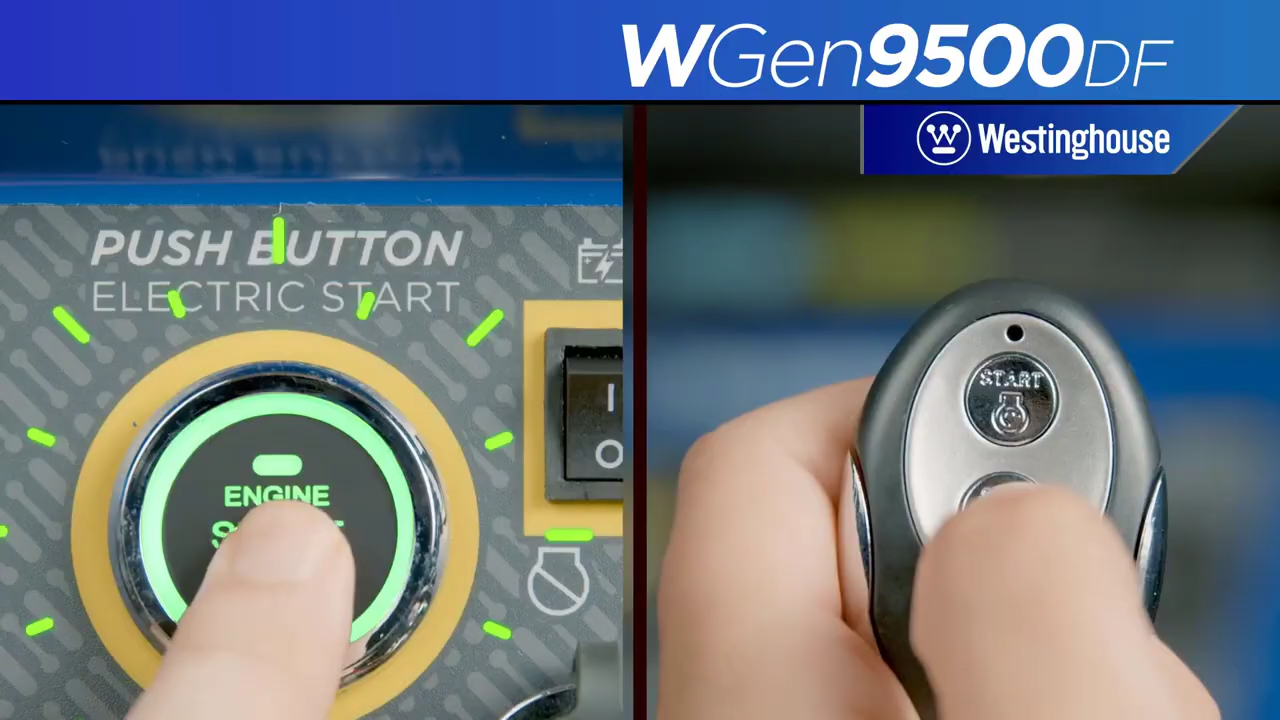 WGen9500DF
Westinghouse
PUSH BUTTON
ELECTRIC START
I
O
ENGINE
START